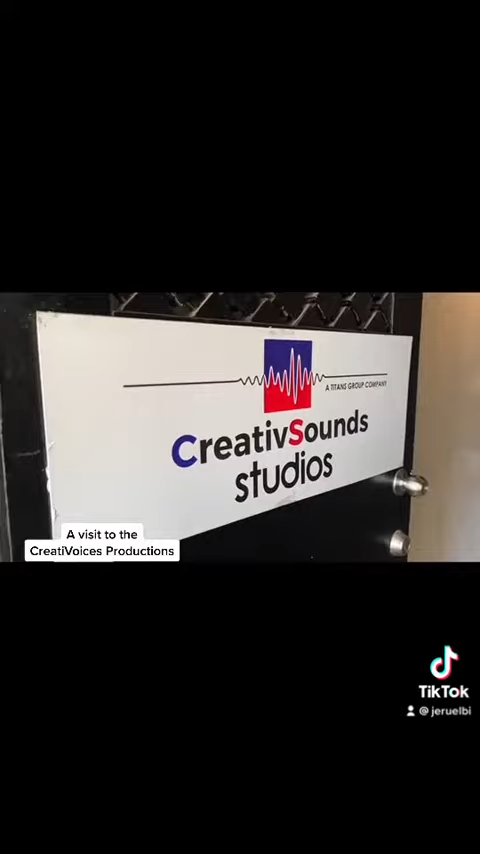 A TITANS GROUP COMPANY
CreativSounds
studios
A visit to the
CreatiVoices Productions
TikTok
@jeruelbi